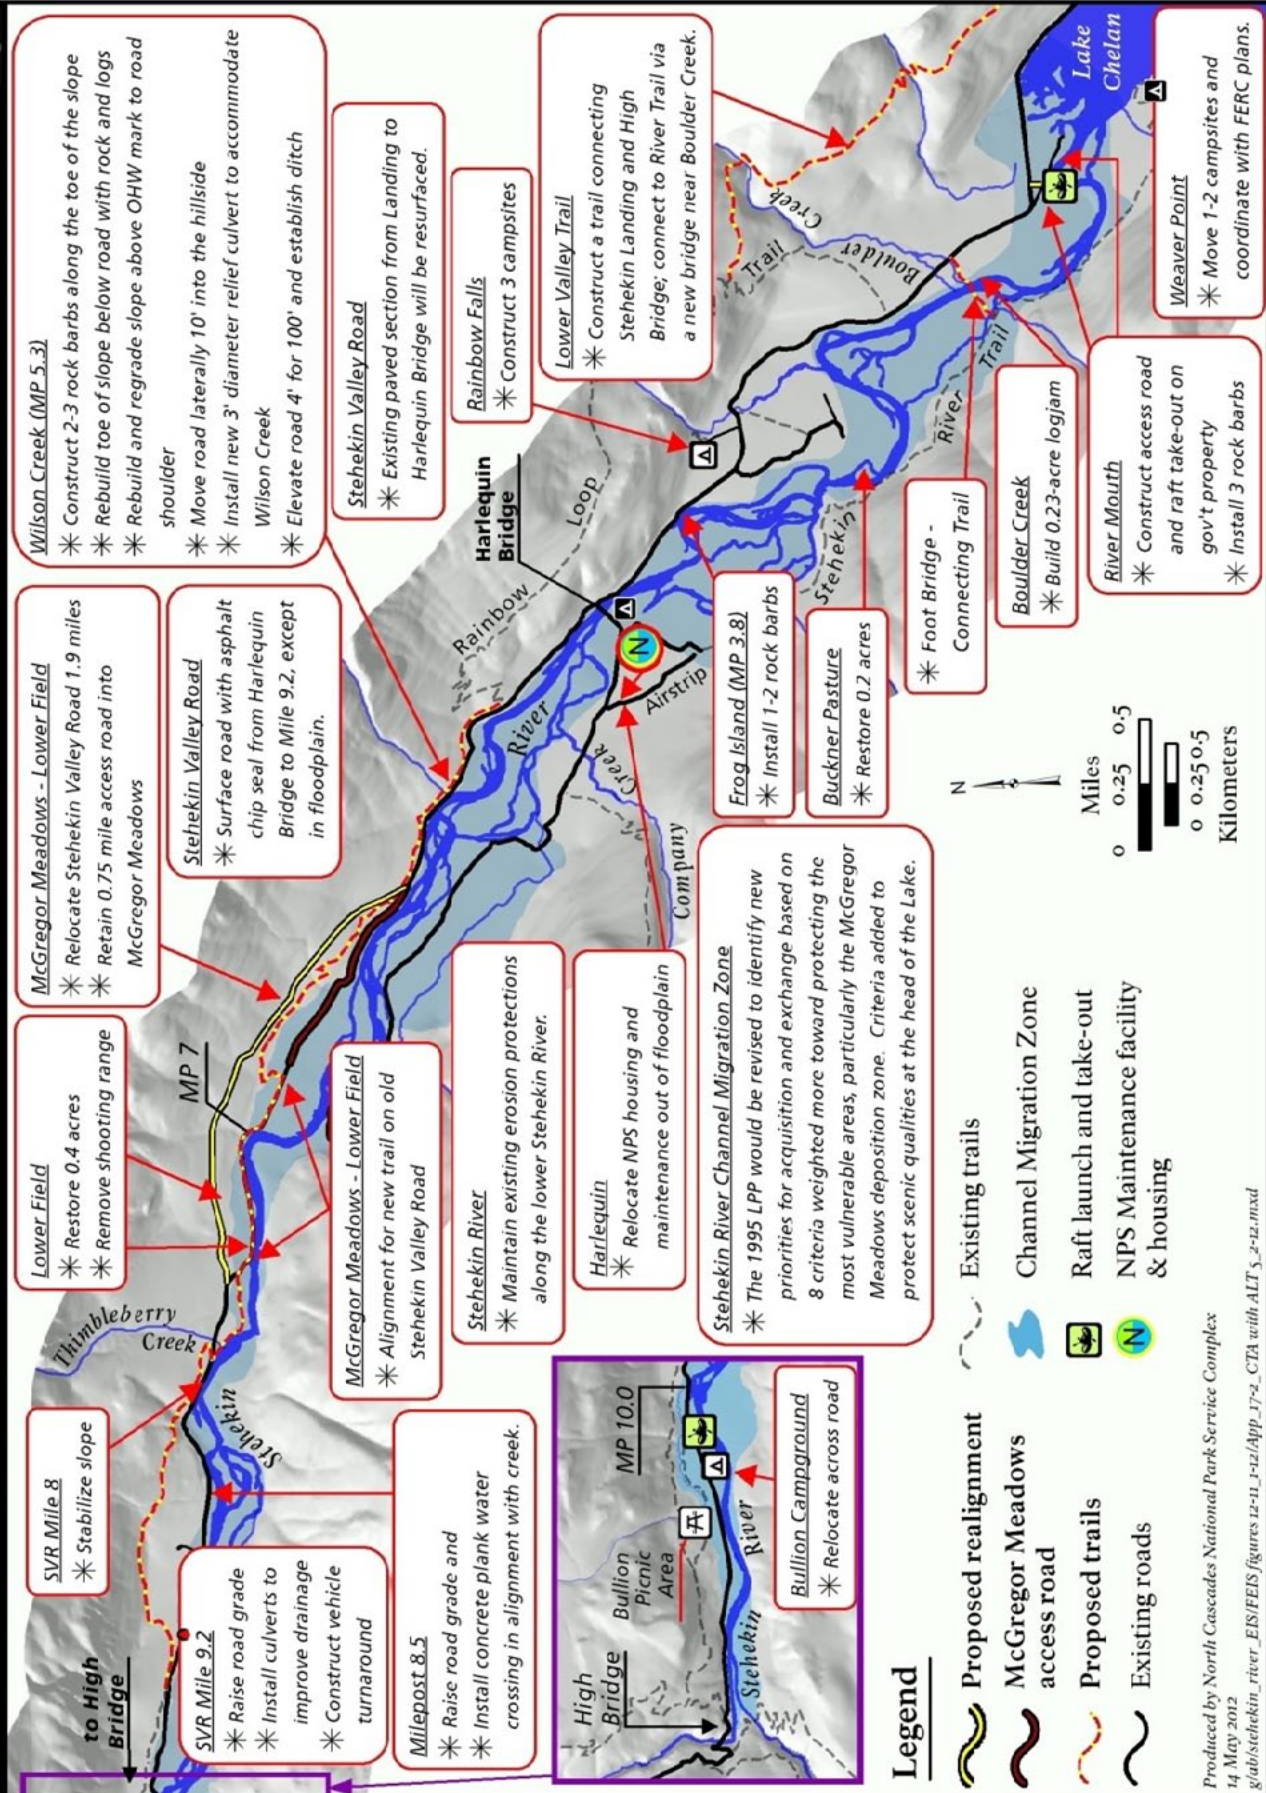 SVR Mile 8
✳ Stabilize slope
Lower Field
✳ Restore 0.4 acres
✳ Remove shooting range
McGregor Meadows - Lower Field
✳ Relocate Stehekin Valley Road 1.9 miles
✳ Retain 0.75 mile access road into
McGregor Meadows
Wilson Creek (MP 5.3)
✳ Construct 2-3 rock barbs along the toe of the slope
✳ Rebuild toe of slope below road with rock and logs
✳ Rebuild and regrade slope above OHW mark to road
shoulder
✳ Move road laterally 10' into the hillside
✳ Install new 3' diameter relief culvert to accommodate
Wilson Creek
✳ Elevate road 4' for 100' and establish ditch
Stehekin Valley Road
✳ Surface road with asphalt
chip seal from Harlequin
Bridge to Mile 9.2, except
in floodplain.
Stehekin Valley Road
✳ Existing paved section from Landing to
Harlequin Bridge will be resurfaced.
Rainbow Falls
✳ Construct 3 campsites
Lower Valley Trail
✳ Construct a trail connecting
Stehekin Landing and High
Bridge; connect to River Trail via
a new bridge near Boulder Creek.
to High
Bridge
Thimbleberry
Creek
MP 7
Stehekin
River
Rainbow
Loop
Harlequin
Bridge
Trail
Creek
Boulder
Lake
Chelan
Company
Creek
Airstrip
N
Stehekin
River
Trail
SVR Mile 9.2
✳ Raise road grade
✳ Install culverts to
improve drainage
✳ Construct vehicle
turnaround
Milepost 8.5
✳ Raise road grade and
✳ Install concrete plank water
crossing in alignment with creek.
McGregor Meadows - Lower Field
✳ Alignment for new trail on old
Stehekin Valley Road
Stehekin River
✳ Maintain existing erosion protections
along the lower Stehekin River.
Harlequin
✳ Relocate NPS housing and
maintenance out of floodplain
Stehekin River Channel Migration Zone
✳ The 1995 LPP would be revised to identify new
priorities for acquisition and exchange based on
8 criteria weighted more toward protecting the
most vulnerable areas, particularly the McGregor
Meadows deposition zone. Criteria added to
protect scenic qualities at the head of the Lake.
Frog Island (MP 3.8)
✳ Install 1-2 rock barbs
Buckner Pasture
✳ Restore 0.2 acres
✳ Foot Bridge -
Connecting Trail
Boulder Creek
✳ Build 0.23-acre logjam
River Mouth
✳ Construct access road
and raft take-out on
gov't property
✳ Install 3 rock barbs
Weaver Point
✳ Move 1-2 campsites and
coordinate with FERC plans.
High
Bridge
Bullion
Picnic
Area
MP 10.0
Stehekin
River
Bullion Campground
✳ Relocate across road
N
Miles
0 0.25 0.5
0 0.25 0.5
Kilometers
Legend
Proposed realignment
McGregor Meadows
access road
Proposed trails
Existing roads
Existing trails
Channel Migration Zone
Raft launch and take-out
N
NPS Maintenance facility
& housing
Produced by North Cascades National Park Service Complex
14 May 2012
g/ab/stehekin_river_EIS/FEIS/figures 12-11_1-12/App_17-2_CTA with ALT 5_2-12.mxd